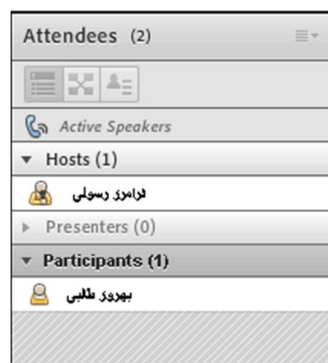 Attendees (2)
Active Speakers
Hosts (1)
فرامرز رسولی
Presenters (0)
Participants (1)
بهروز طالبی